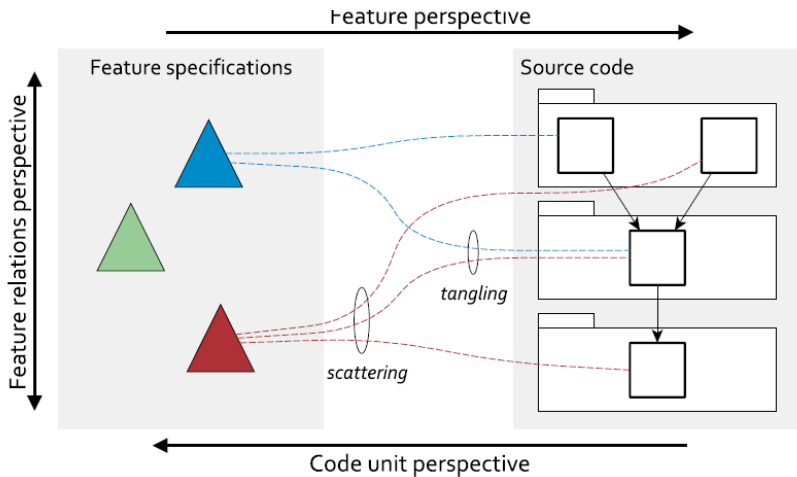 Feature perspective
Feature specifications
Source code
Feature relations perspective
tangling
scattering
Code unit perspective